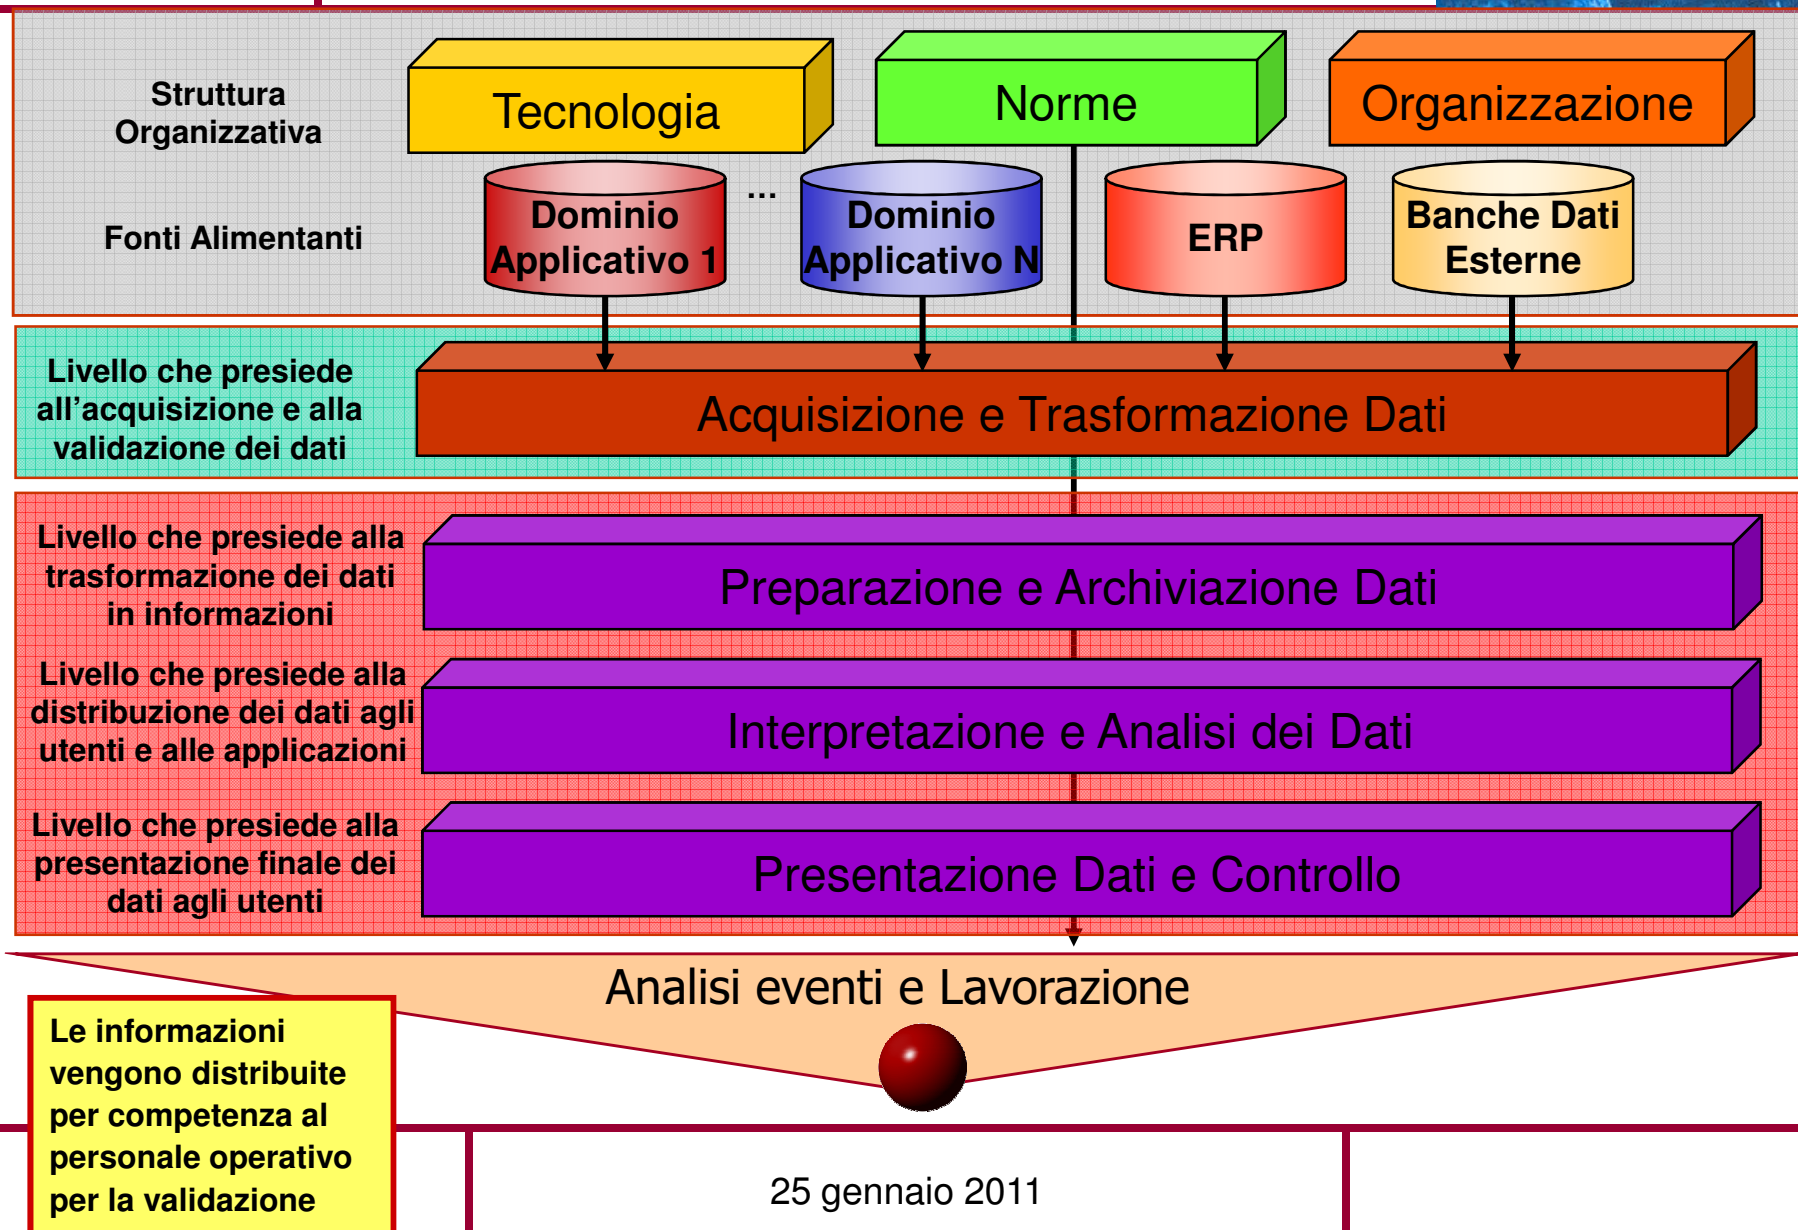 Struttura
Organizzativa
Tecnologia
Norme
Organizzazione
Fonti Alimentanti
Dominio
Applicativo 1
...
Dominio
Applicativo N
ERP
Banche Dati
Esterne
Livello che presiede
all’acquisizione e alla
validazione dei dati
Acquisizione e Trasformazione Dati
Livello che presiede alla
trasformazione dei dati
in informazioni
Preparazione e Archiviazione Dati
Livello che presiede alla
distribuzione dei dati agli
utenti e alle applicazioni
Interpretazione e Analisi dei Dati
Livello che presiede alla
presentazione finale dei
dati agli utenti
Presentazione Dati e Controllo
Analisi eventi e Lavorazione
Le informazioni
vengono distribuite
per competenza al
personale operativo
per la validazione
25 gennaio 2011